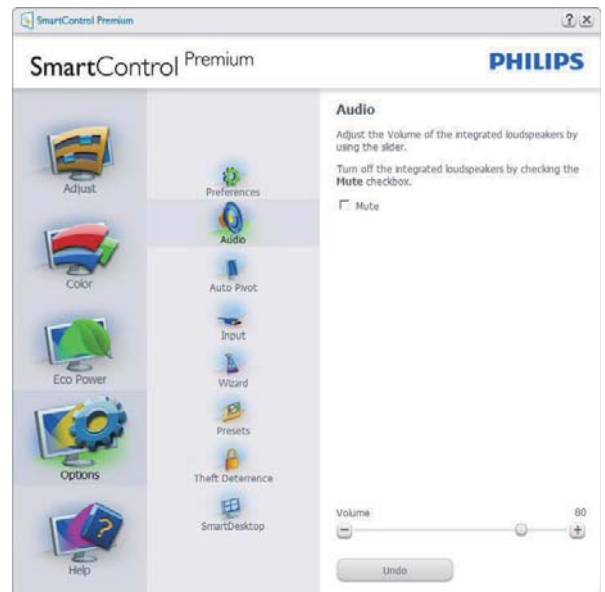 SmartControl Premium
SmartControl Premium
PHILIPS
Adjust
Color
Eco Power
Options
Help
Preferences
Audio
Auto Pivot
Input
Wizard
Presets
Theft Deterrence
SmartDesktop
Audio
Adjust the Volume of the integrated loudspeakers by
using the slider.
Turn off the integrated loudspeakers by checking the
Mute checkbox.
Mute
Volume 80
Undo